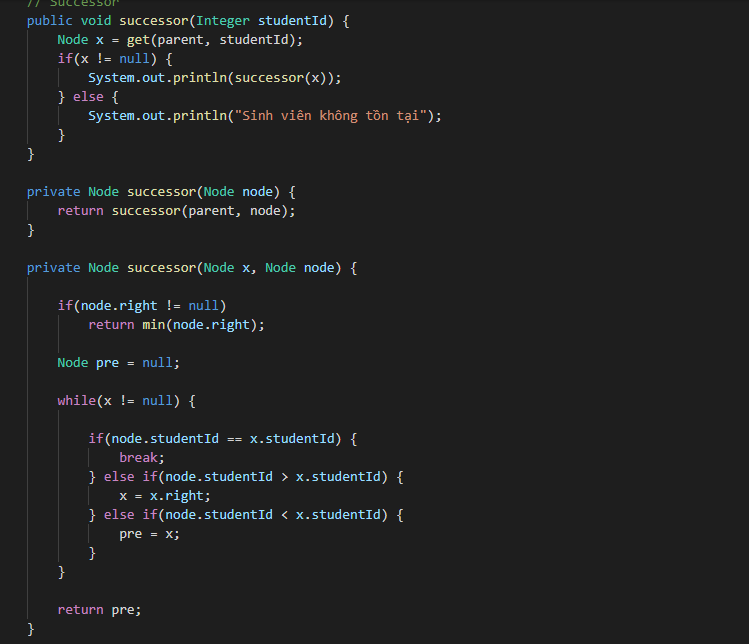 // Successor
public void successor(Integer studentId) {
    Node x = get(parent, studentId);
    if(x != null) {
        System.out.println(successor(x));
    } else {
        System.out.println("Sinh viên không tồn tại");
    }
}

private Node successor(Node node) {
    return successor(parent, node);
}

private Node successor(Node x, Node node) {

    if(node.right != null)
        return min(node.right);

    Node pre = null;

    while(x != null) {

        if(node.studentId == x.studentId) {
            break;
        } else if(node.studentId > x.studentId) {
            x = x.right;
        } else if(node.studentId < x.studentId) {
            pre = x;
        }
    }

    return pre;
}